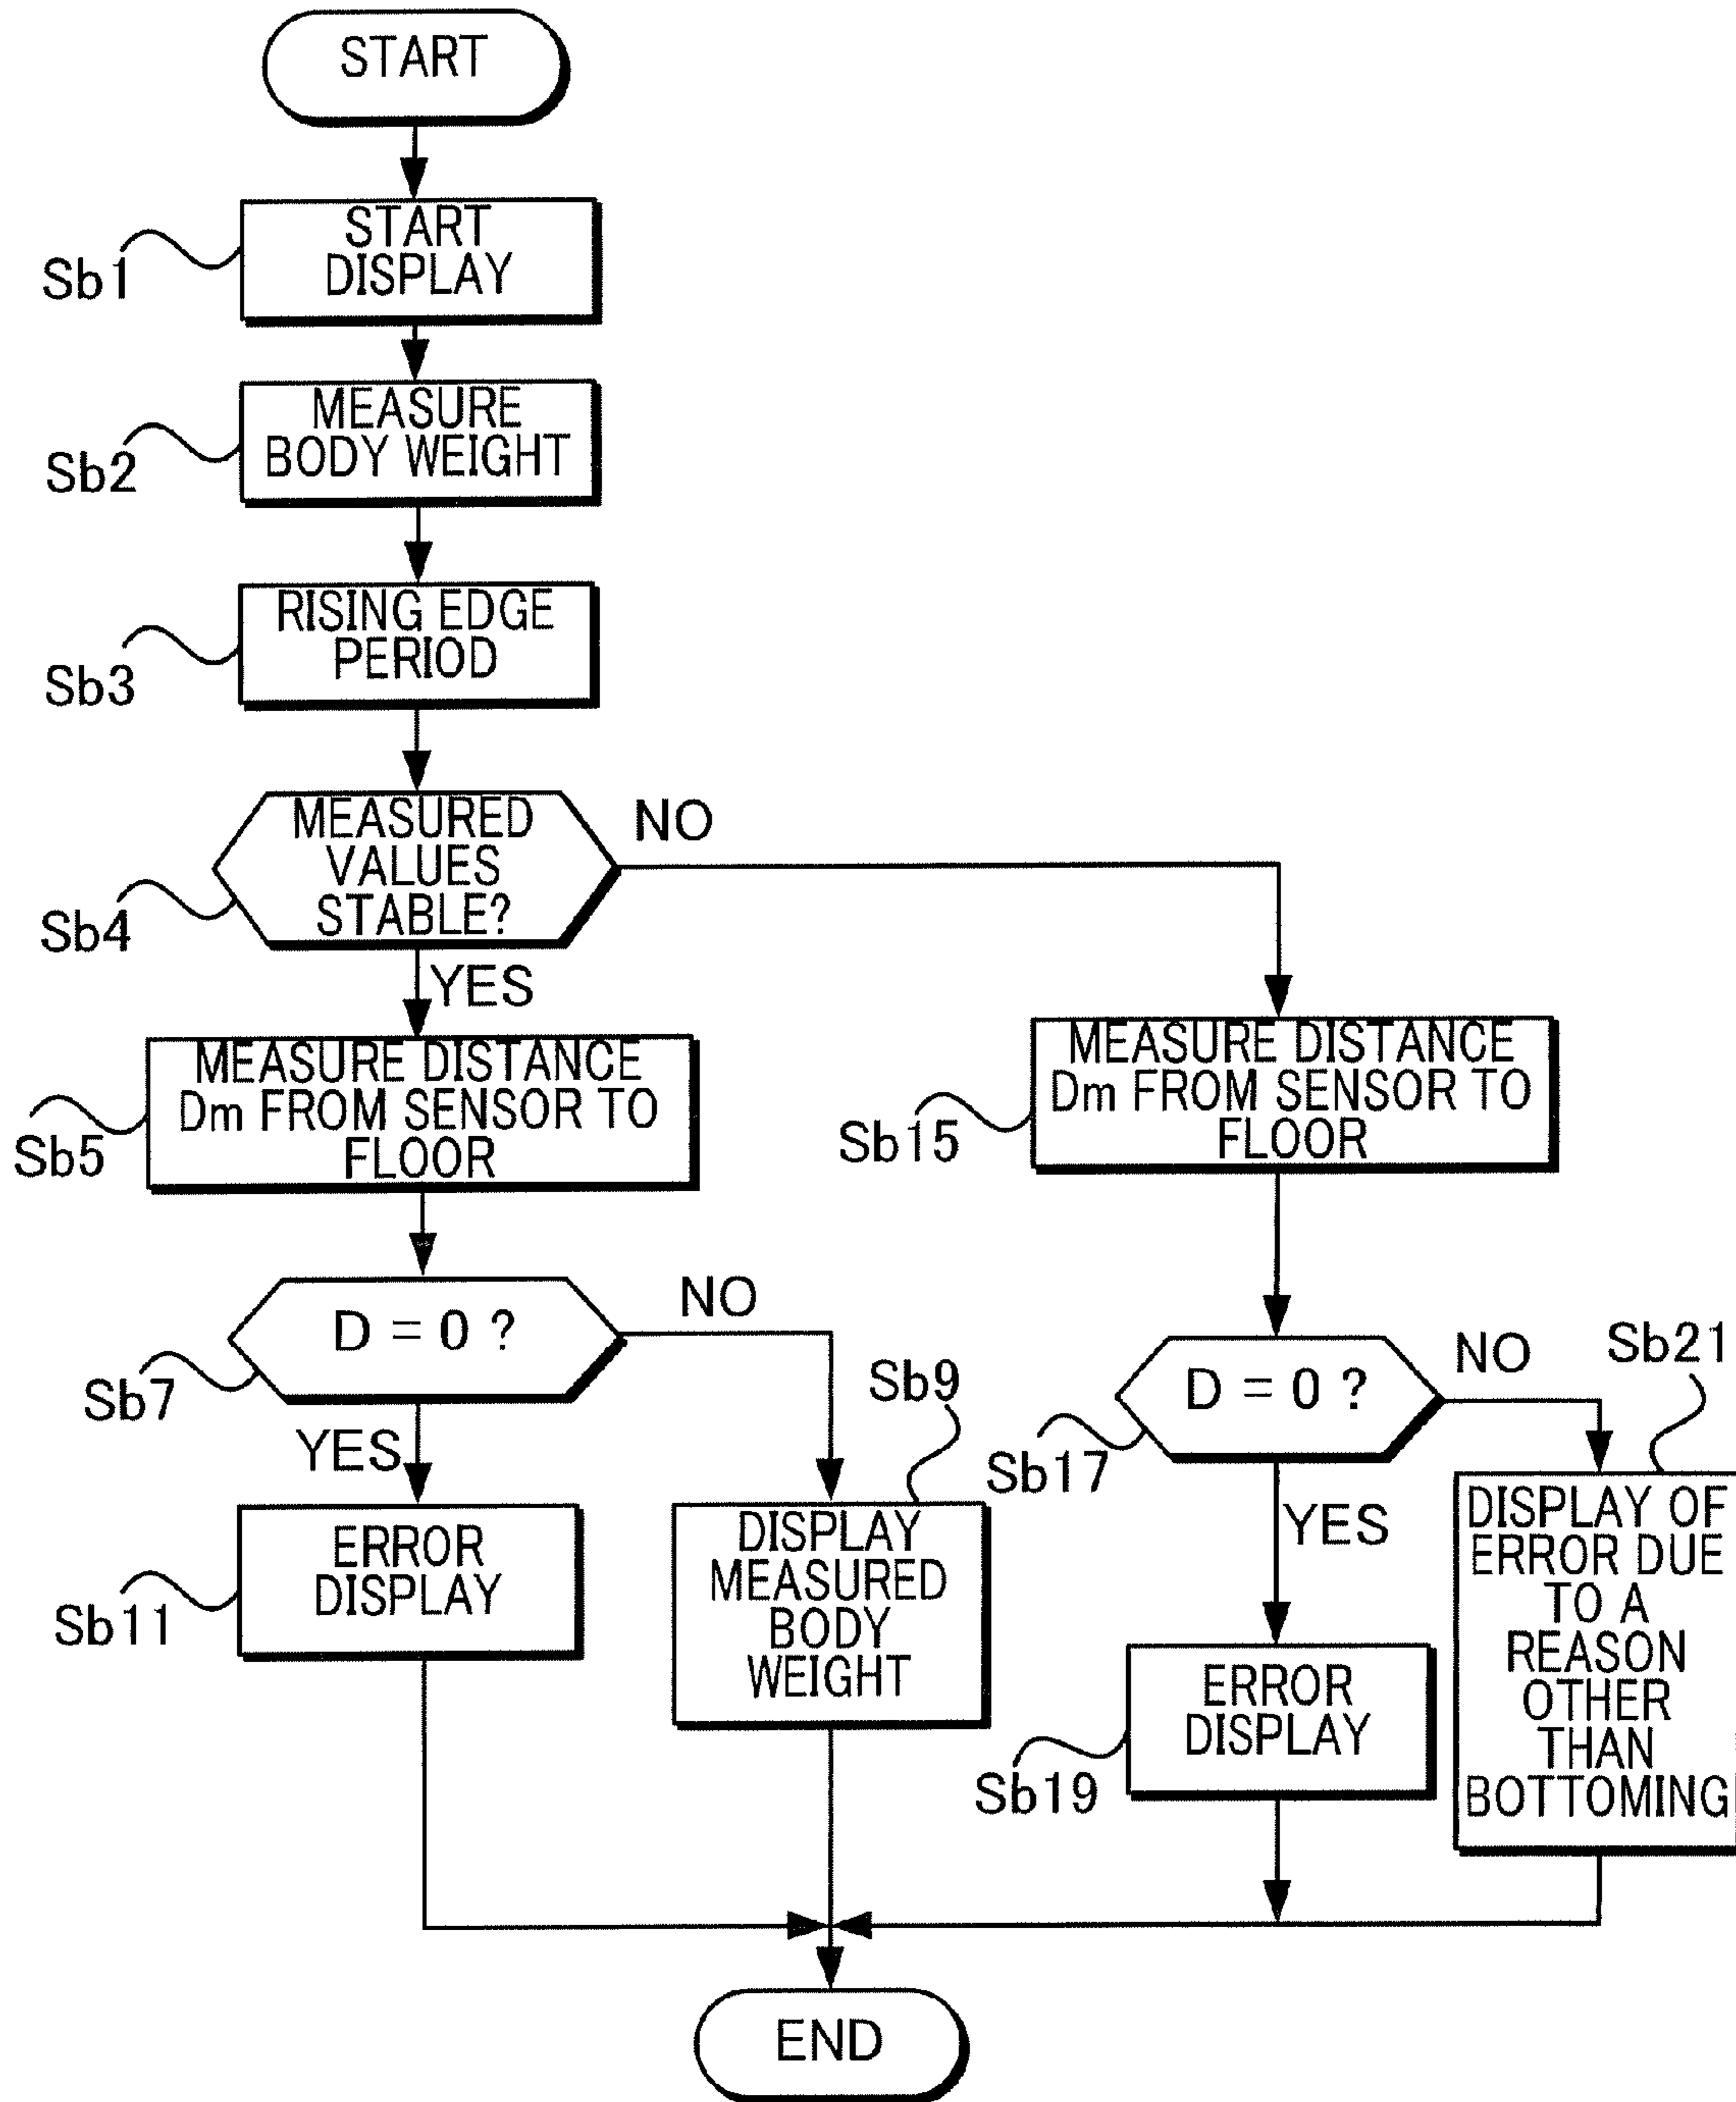 START
START
DISPLAY
Sb1
MEASURE
BODY WEIGHT
Sb2
RISING EDGE
PERIOD
Sb3
MEASURED
VALUES
STABLE?
NO
Sb4
YES
MEASURE DISTANCE
Dm FROM SENSOR TO
FLOOR
Sb5
D = 0 ?
NO
Sb7
YES
ERROR
DISPLAY
Sb11
Sb9
DISPLAY
MEASURED
BODY
WEIGHT
MEASURE DISTANCE
Dm FROM SENSOR TO
FLOOR
Sb15
D = 0 ?
NO
Sb17
YES
ERROR
DISPLAY
Sb19
Sb21
DISPLAY OF
ERROR DUE
TO A
REASON
OTHER
THAN
BOTTOMING
END